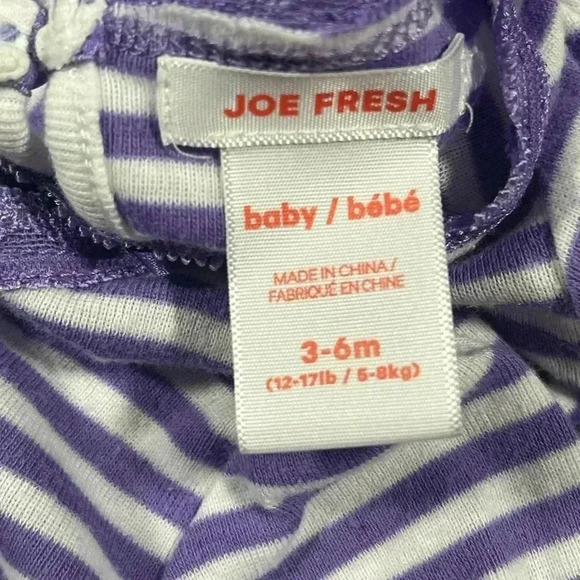 JOE FRESH
baby / bébé
MADE IN CHINA /
FABRIQUÉ EN CHINE
3-6m
(12-17lb / 5-8kg)